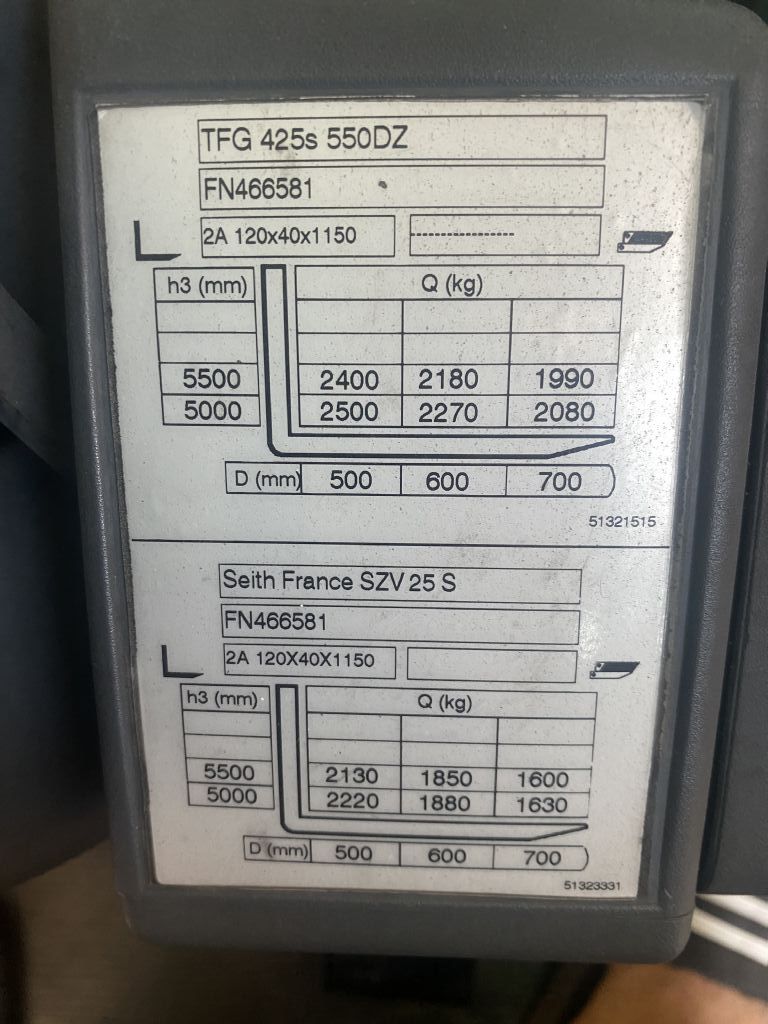 TFG 425s 550DZ
FN466581
2A 120x40x1150 --------------------
h3 (mm) Q (kg)
5500 2400 2180 1990
5000 2500 2270 2080
D (mm) 500 600 700
51321515
Seith France SZV 25 S
FN466581
2A 120X40X1150
h3 (mm) Q (kg)
5500 2130 1850 1600
5000 2220 1880 1630
D (mm) 500 600 700
51323331